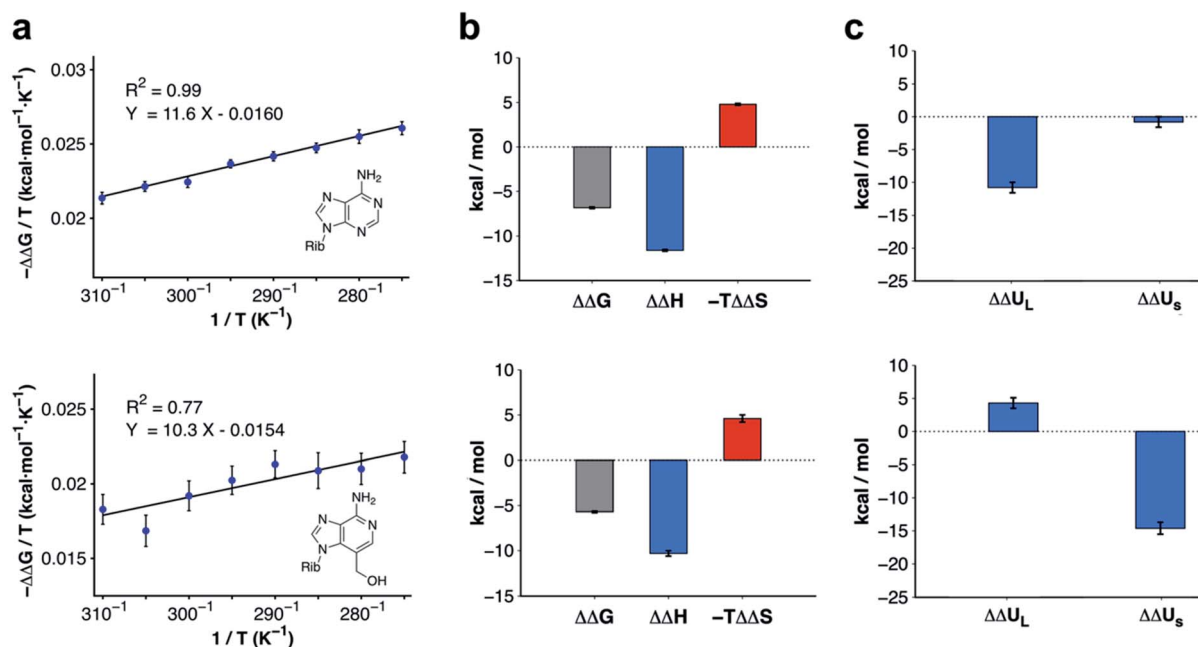 a
0.03
0.025
0.02
−ΔΔG / T (kcal·mol⁻¹·K⁻¹)
R² = 0.99
Y = 11.6 X - 0.0160
NH₂
N
N
N
N
Rib
310⁻¹ 300⁻¹ 290⁻¹ 280⁻¹
1 / T (K⁻¹)
b
10
5
0
−5
−10
−15
kcal / mol
ΔΔG ΔΔH −TΔΔS
c
10
5
0
−5
−10
−15
−20
−25
kcal / mol
ΔΔU_L ΔΔU_s
0.025
0.02
0.015
−ΔΔG / T (kcal·mol⁻¹·K⁻¹)
R² = 0.77
Y = 10.3 X - 0.0154
NH₂
N
N
N
Rib
OH
310⁻¹ 300⁻¹ 290⁻¹ 280⁻¹
1 / T (K⁻¹)
10
5
0
−5
−10
−15
kcal / mol
ΔΔG ΔΔH −TΔΔS
10
5
0
−5
−10
−15
−20
−25
kcal / mol
ΔΔU_L ΔΔU_s